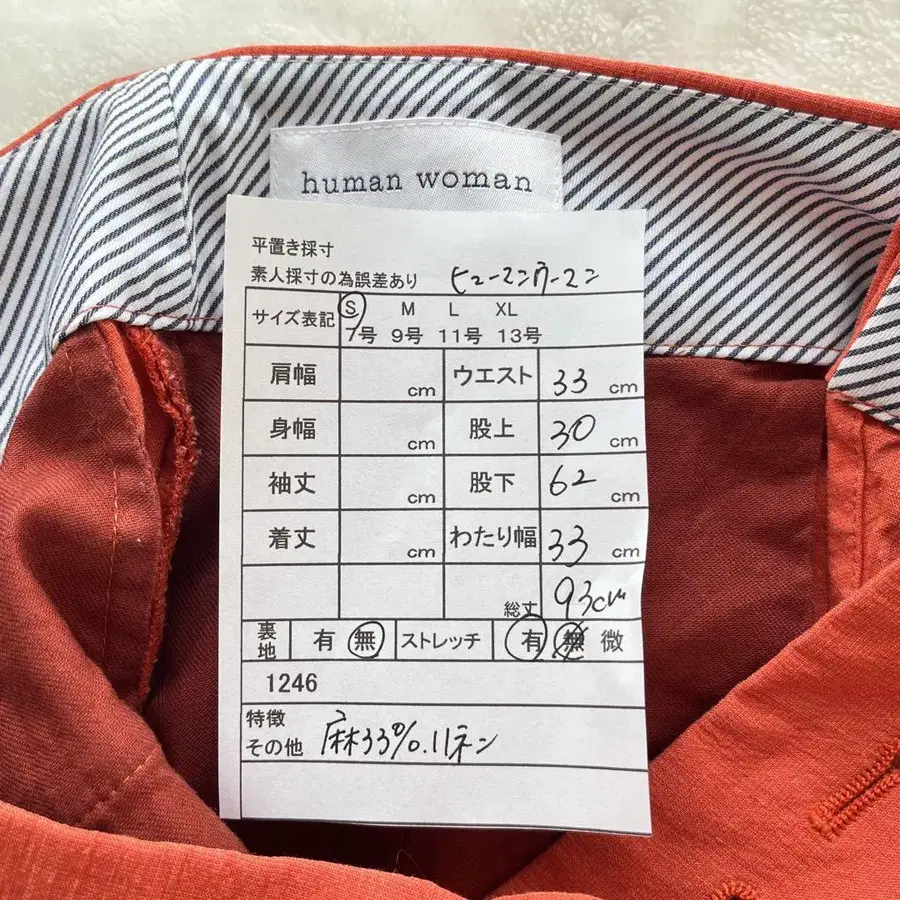 human woman
平置き採寸
素人採寸の為誤差あり ヒューマンウーマン
サイズ表記 S M L XL
7号 9号 11号 13号
肩幅 cm ウエスト 33 cm
身幅 cm 股上 30 cm
袖丈 cm 股下 62 cm
着丈 cm わたり幅 33 cm
総丈 93cm
裏地 有 無 ストレッチ 有 無 微
1246
特徴
その他 麻33%.リネン